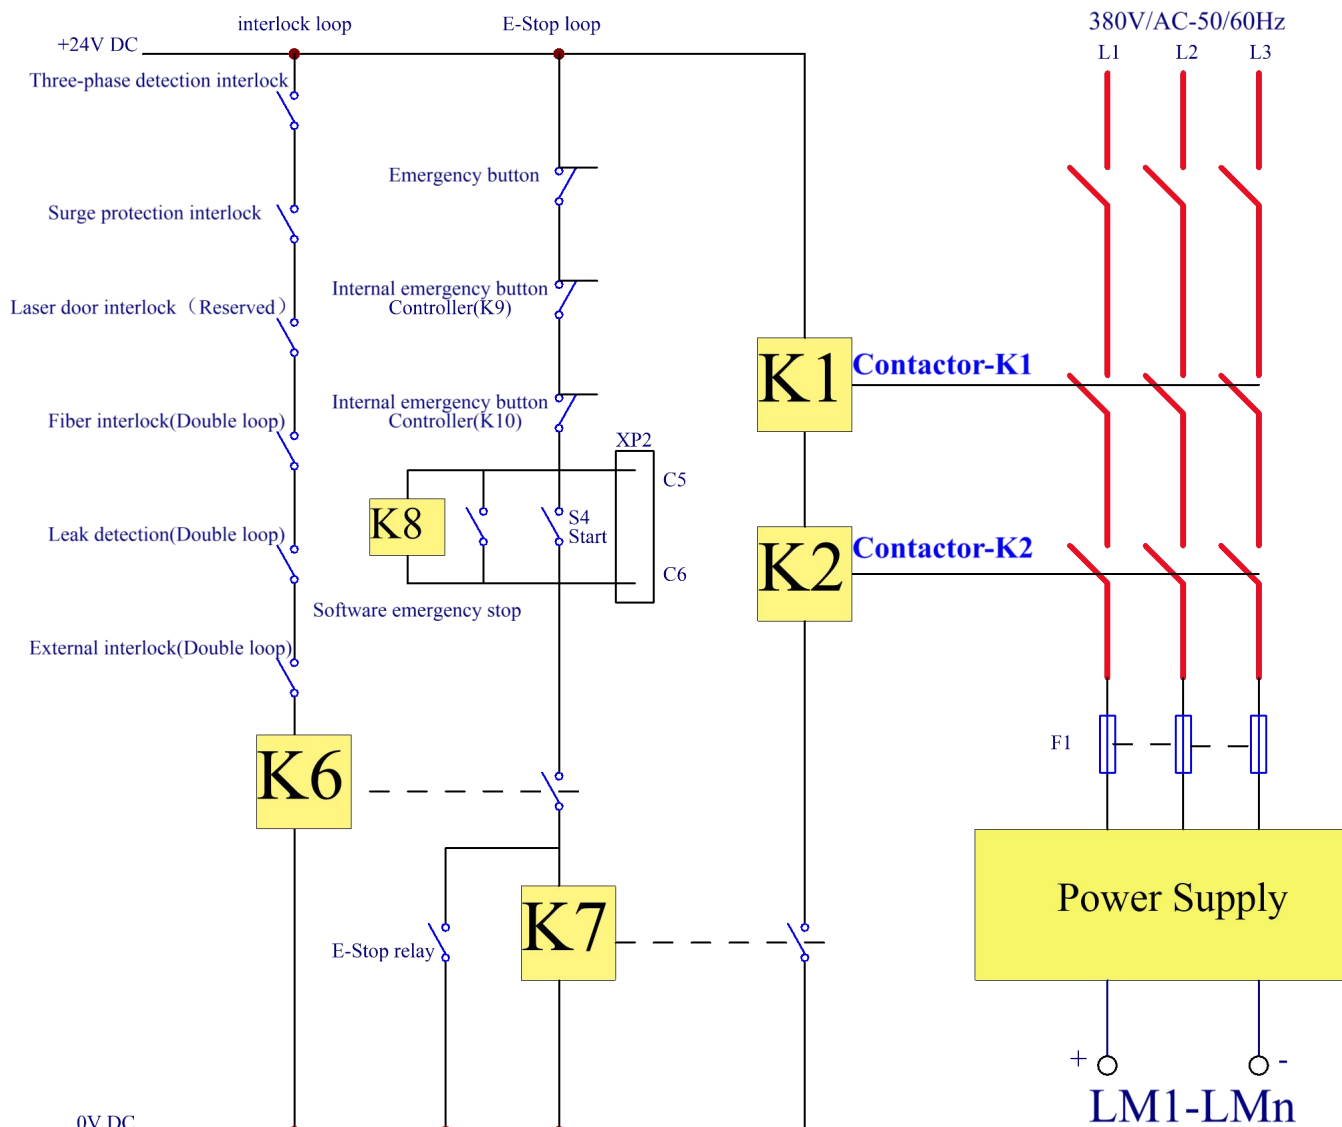 interlock loop
E-Stop loop
380V/AC-50/60Hz
+24V DC
L1
L2
L3
Three-phase detection interlock
Emergency button
Surge protection interlock
Internal emergency button
Controller(K9)
Laser door interlock（Reserved）
K1
Contactor-K1
Internal emergency button
Controller(K10)
Fiber interlock(Double loop)
XP2
C5
K8
S4
Start
Leak detection(Double loop)
K2
Contactor-K2
C6
Software emergency stop
External interlock(Double loop)
F1
K6
Power Supply
K7
E-Stop relay
+
-
LM1-LMn
0V DC